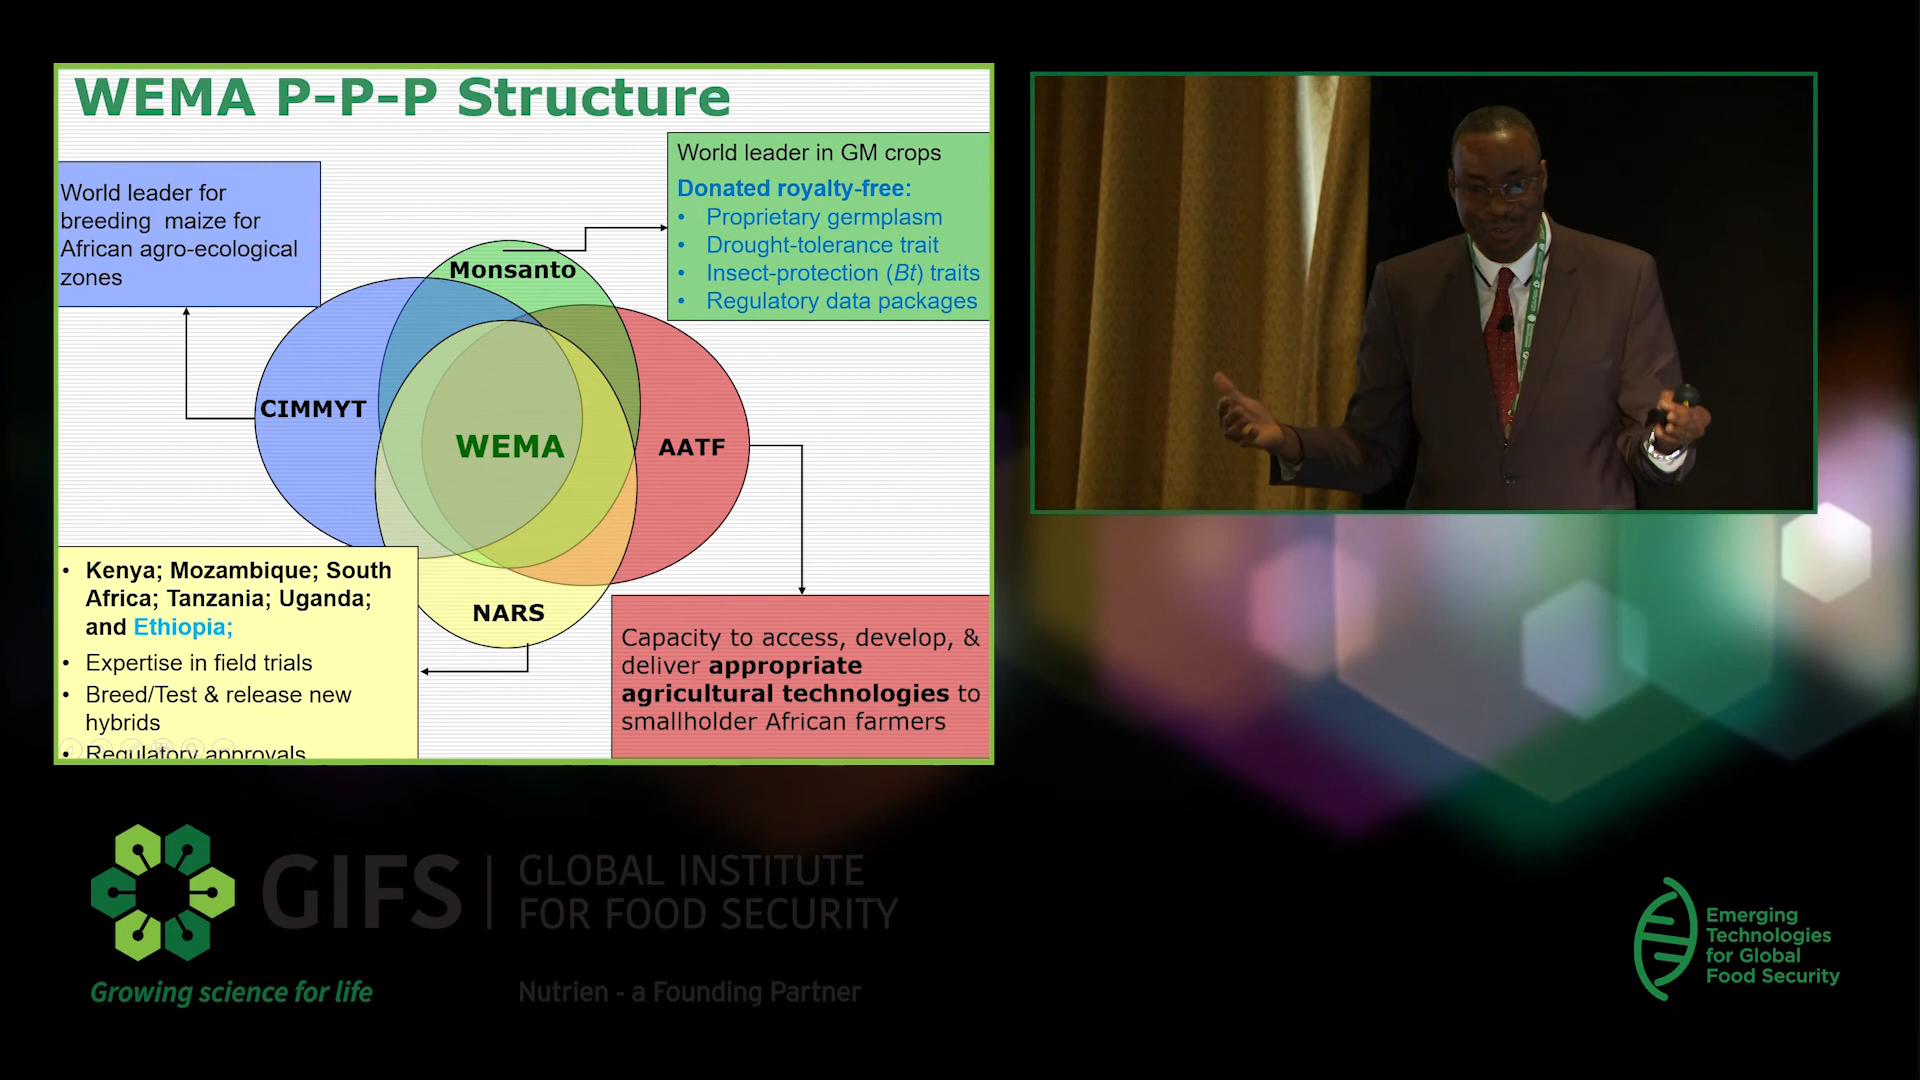 WEMA P-P-P Structure
World leader for
breeding maize for
African agro-ecological
zones
World leader in GM crops
Donated royalty-free:
• Proprietary germplasm
• Drought-tolerance trait
• Insect-protection (Bt) traits
• Regulatory data packages
Monsanto
CIMMYT
WEMA
AATF
NARS
• Kenya; Mozambique; South
Africa; Tanzania; Uganda;
and Ethiopia;
• Expertise in field trials
• Breed/Test & release new
hybrids
• Regulatory approvals
Capacity to access, develop, &
deliver appropriate
agricultural technologies to
smallholder African farmers
GIFS
GLOBAL INSTITUTE
FOR FOOD SECURITY
Growing science for life
Nutrien - a Founding Partner
Emerging
Technologies
for Global
Food Security